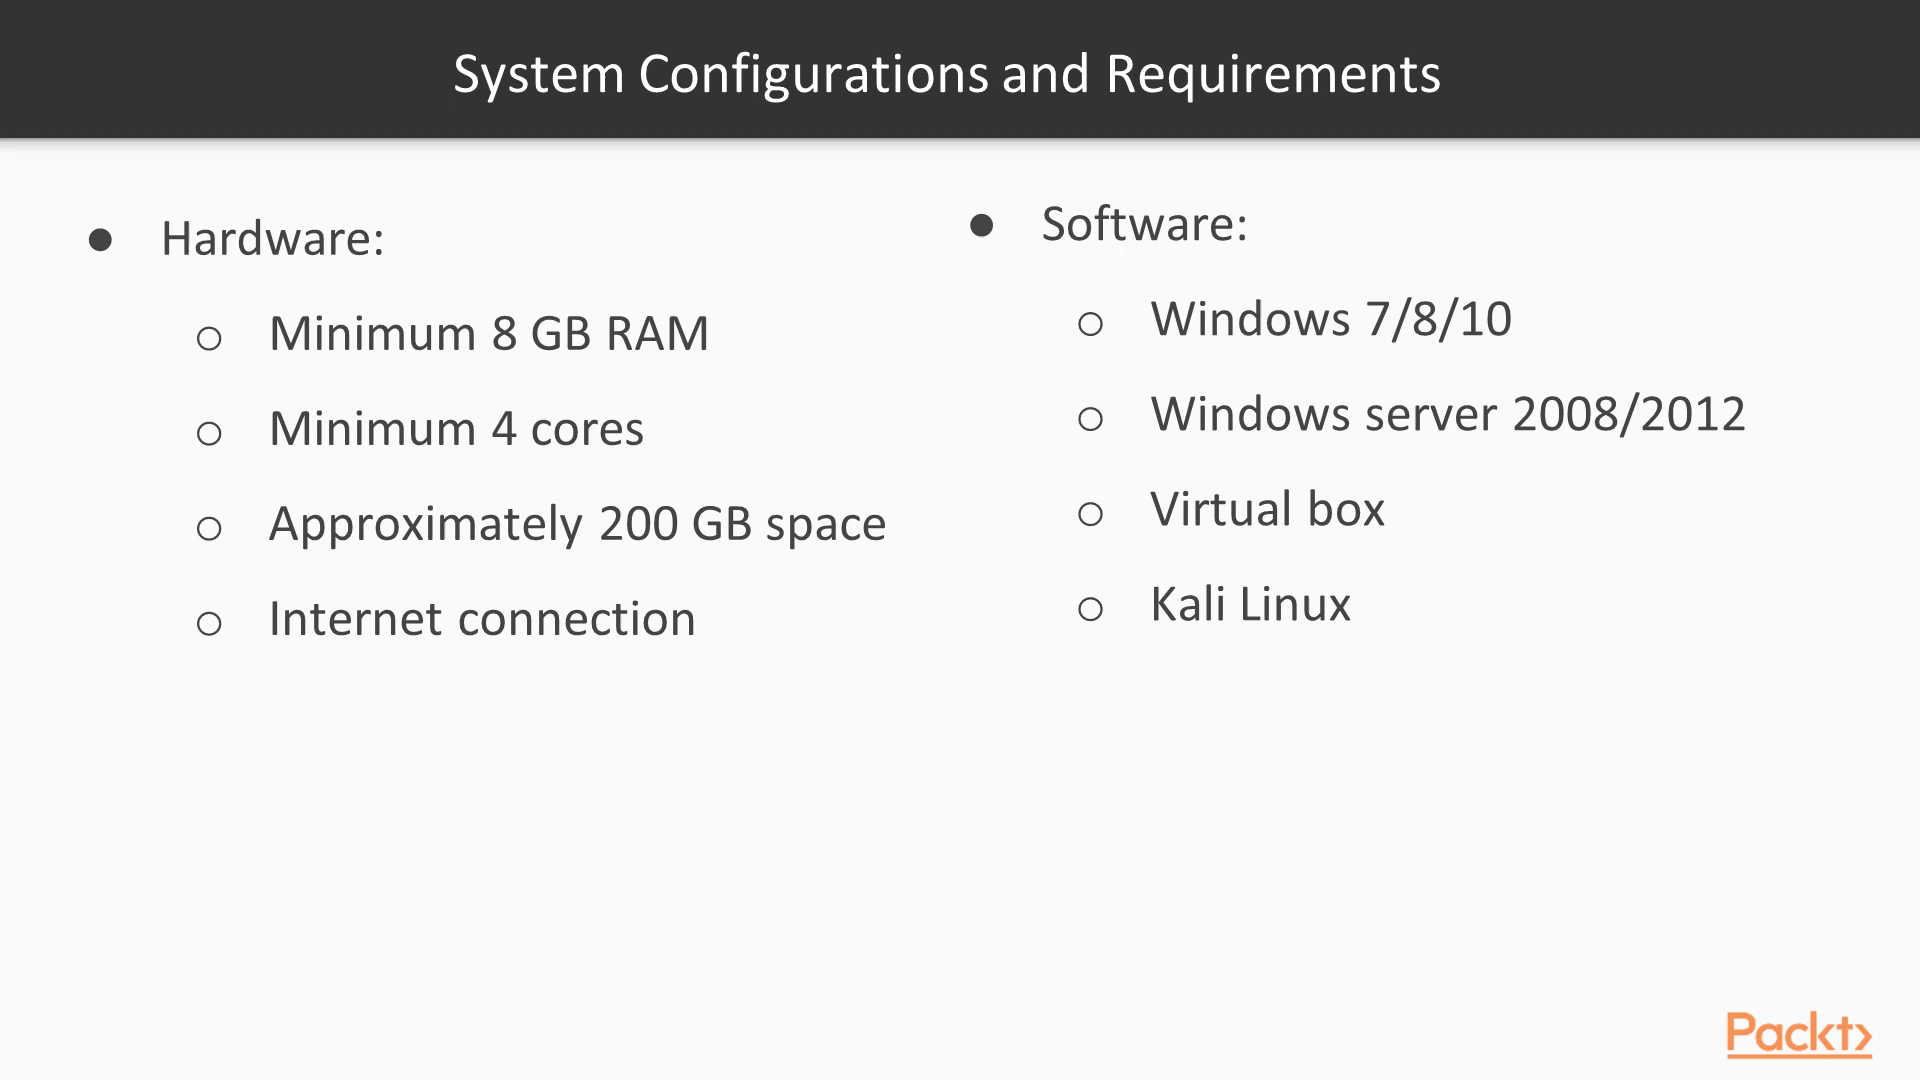 System Configurations and Requirements
● Hardware:
○ Minimum 8 GB RAM
○ Minimum 4 cores
○ Approximately 200 GB space
○ Internet connection
● Software:
○ Windows 7/8/10
○ Windows server 2008/2012
○ Virtual box
○ Kali Linux
Packt>